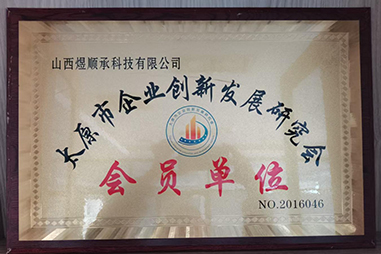 山西煜顺承科技有限公司
太原市企业创新发展研究会
会员单位
NO.2016046